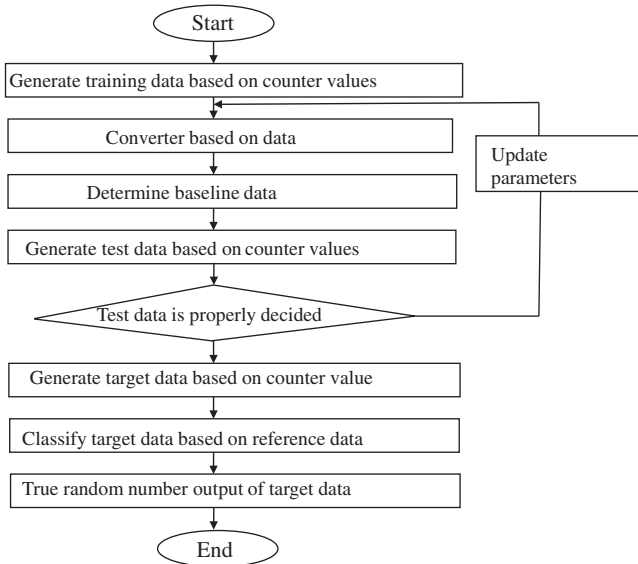 Start
Generate training data based on counter values
Converter based on data
Update
parameters
Determine baseline data
Generate test data based on counter values
Test data is properly decided
Generate target data based on counter value
Classify target data based on reference data
True random number output of target data
End